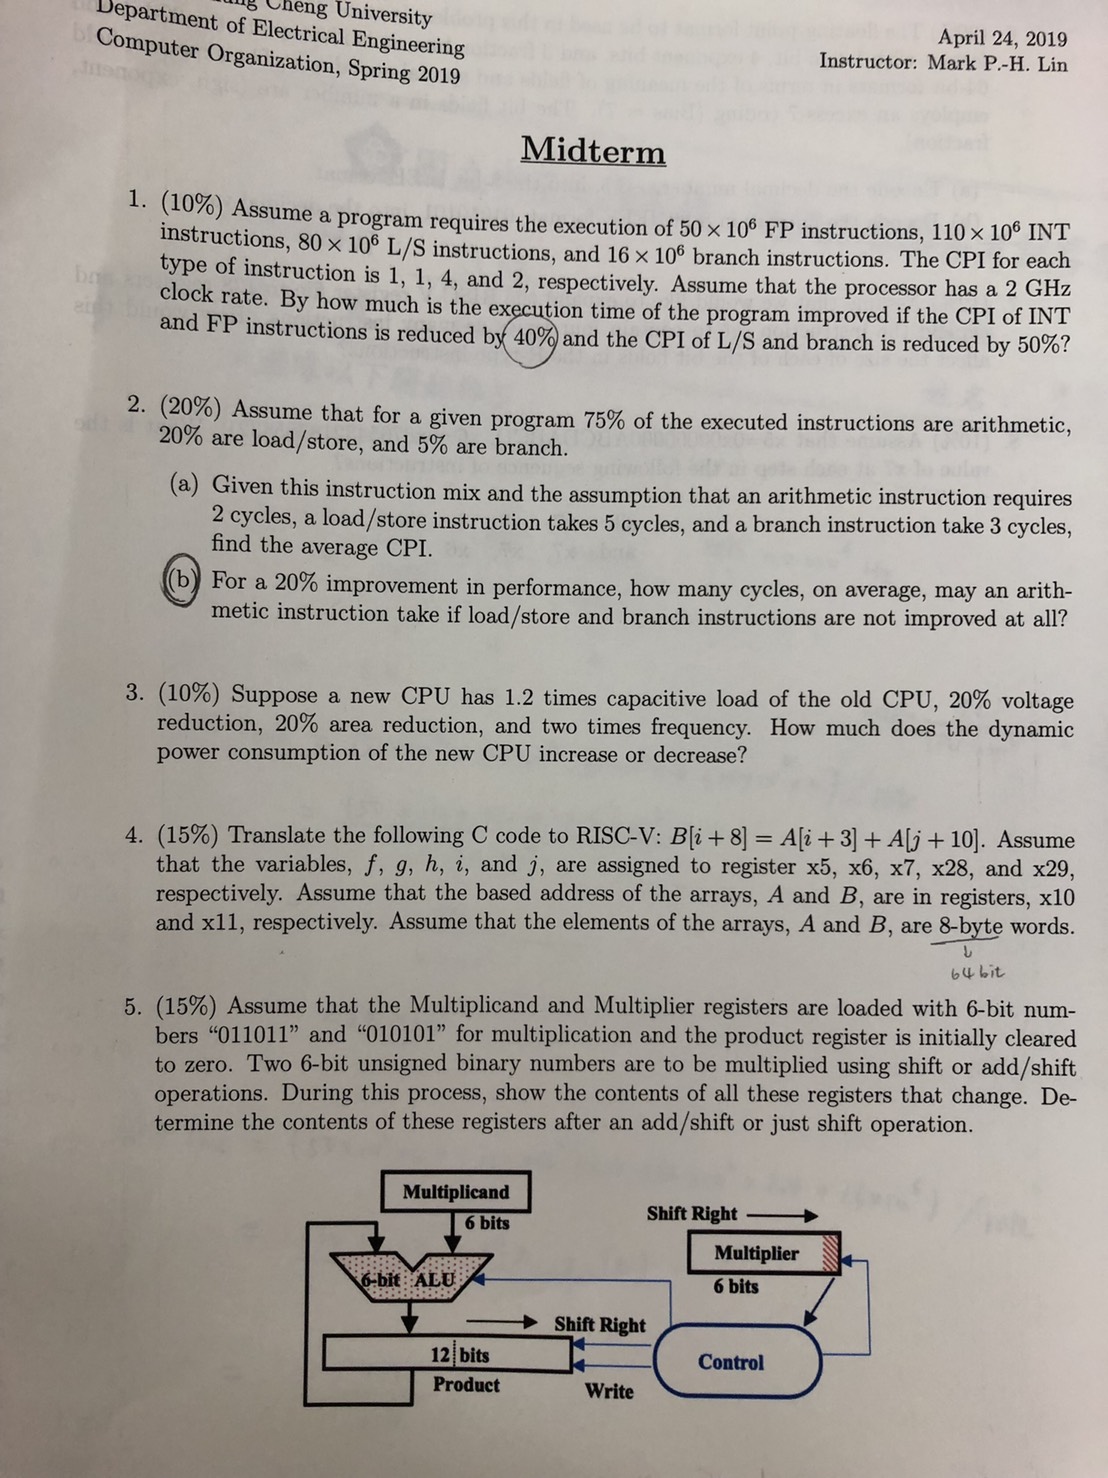 Cheng University
Department of Electrical Engineering
Computer Organization, Spring 2019
April 24, 2019
Instructor: Mark P.-H. Lin
Midterm
1. (10%) Assume a program requires the execution of 50 × 10⁶ FP instructions, 110 × 10⁶ INT
instructions, 80 × 10⁶ L/S instructions, and 16 × 10⁶ branch instructions. The CPI for each
type of instruction is 1, 1, 4, and 2, respectively. Assume that the processor has a 2 GHz
clock rate. By how much is the execution time of the program improved if the CPI of INT
and FP instructions is reduced by 40% and the CPI of L/S and branch is reduced by 50%?
2. (20%) Assume that for a given program 75% of the executed instructions are arithmetic,
20% are load/store, and 5% are branch.
(a) Given this instruction mix and the assumption that an arithmetic instruction requires
2 cycles, a load/store instruction takes 5 cycles, and a branch instruction take 3 cycles,
find the average CPI.
(b) For a 20% improvement in performance, how many cycles, on average, may an arith-
metic instruction take if load/store and branch instructions are not improved at all?
3. (10%) Suppose a new CPU has 1.2 times capacitive load of the old CPU, 20% voltage
reduction, 20% area reduction, and two times frequency. How much does the dynamic
power consumption of the new CPU increase or decrease?
4. (15%) Translate the following C code to RISC-V: B[i + 8] = A[i + 3] + A[j + 10]. Assume
that the variables, f, g, h, i, and j, are assigned to register x5, x6, x7, x28, and x29,
respectively. Assume that the based address of the arrays, A and B, are in registers, x10
and x11, respectively. Assume that the elements of the arrays, A and B, are 8-byte words.
64 bit
5. (15%) Assume that the Multiplicand and Multiplier registers are loaded with 6-bit num-
bers “011011” and “010101” for multiplication and the product register is initially cleared
to zero. Two 6-bit unsigned binary numbers are to be multiplied using shift or add/shift
operations. During this process, show the contents of all these registers that change. De-
termine the contents of these registers after an add/shift or just shift operation.
Multiplicand
6 bits
Shift Right
Multiplier
6 bits
6-bit ALU
Shift Right
12 bits
Product
Write
Control